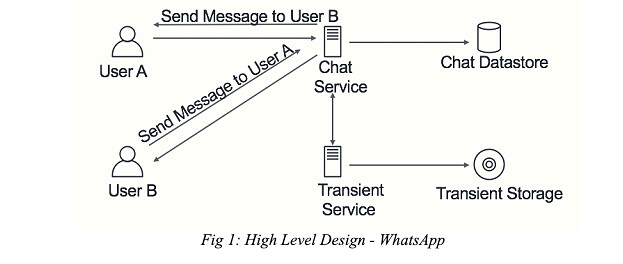 Send Message to User B
User A
Chat
Service
Chat Datastore
Send Message to User A
User B
Transient
Service
Transient Storage
Fig 1: High Level Design - WhatsApp